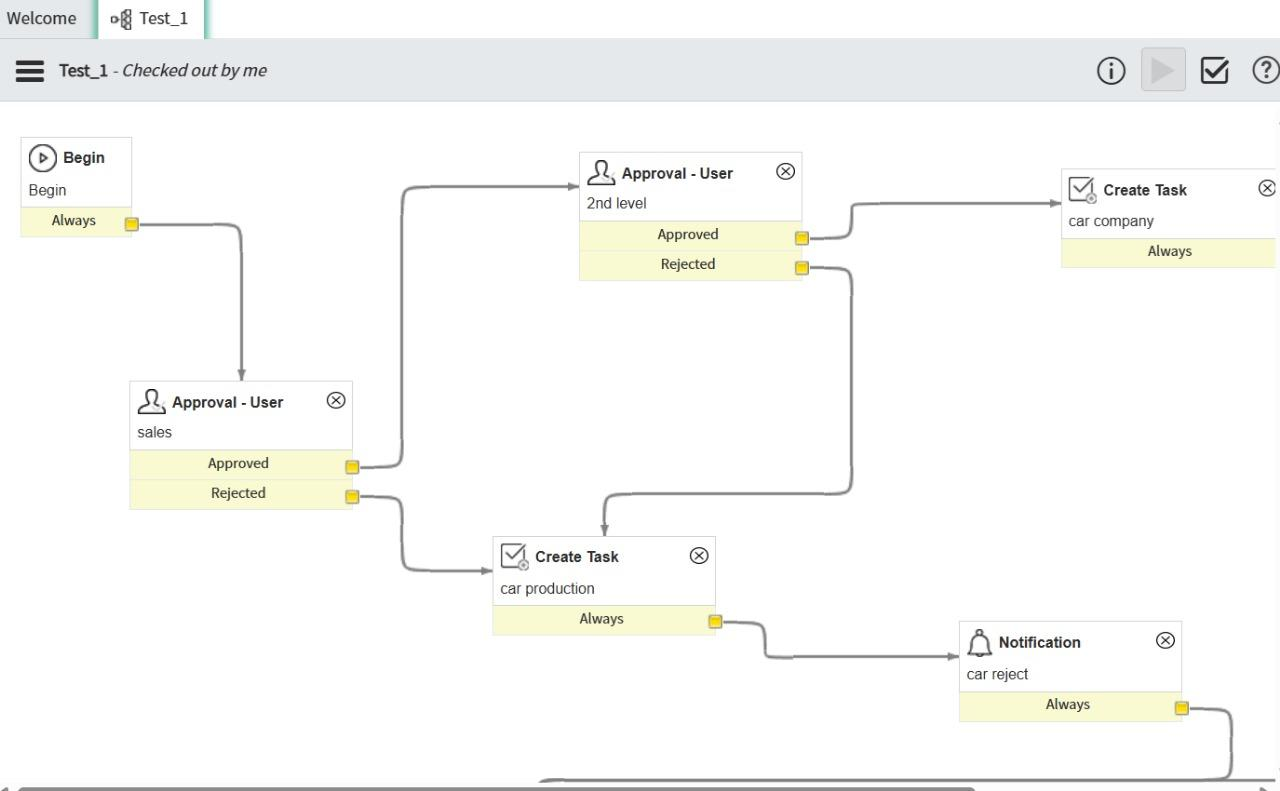 Welcome
Test_1
Test_1 - Checked out by me
Begin
Begin
Always
Approval - User
2nd level
Approved
Rejected
Create Task
car company
Always
Approval - User
sales
Approved
Rejected
Create Task
car production
Always
Notification
car reject
Always